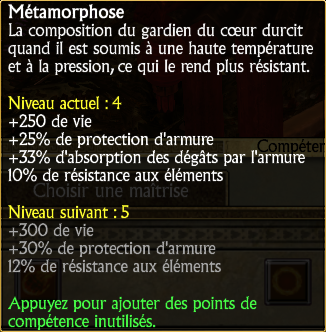 Métamorphose
La composition du gardien du cœur durcit
quand il est soumis à une haute température
et à la pression, ce qui le rend plus résistant.
Niveau actuel : 4
+250 de vie
+25% de protection d'armure
+33% d'absorption des dégâts par l'armure
10% de résistance aux éléments
Compéten
Choisir une maîtrise
Niveau suivant : 5
+300 de vie
+30% de protection d'armure
12% de résistance aux éléments
Appuyez pour ajouter des points de
compétence inutilisés.